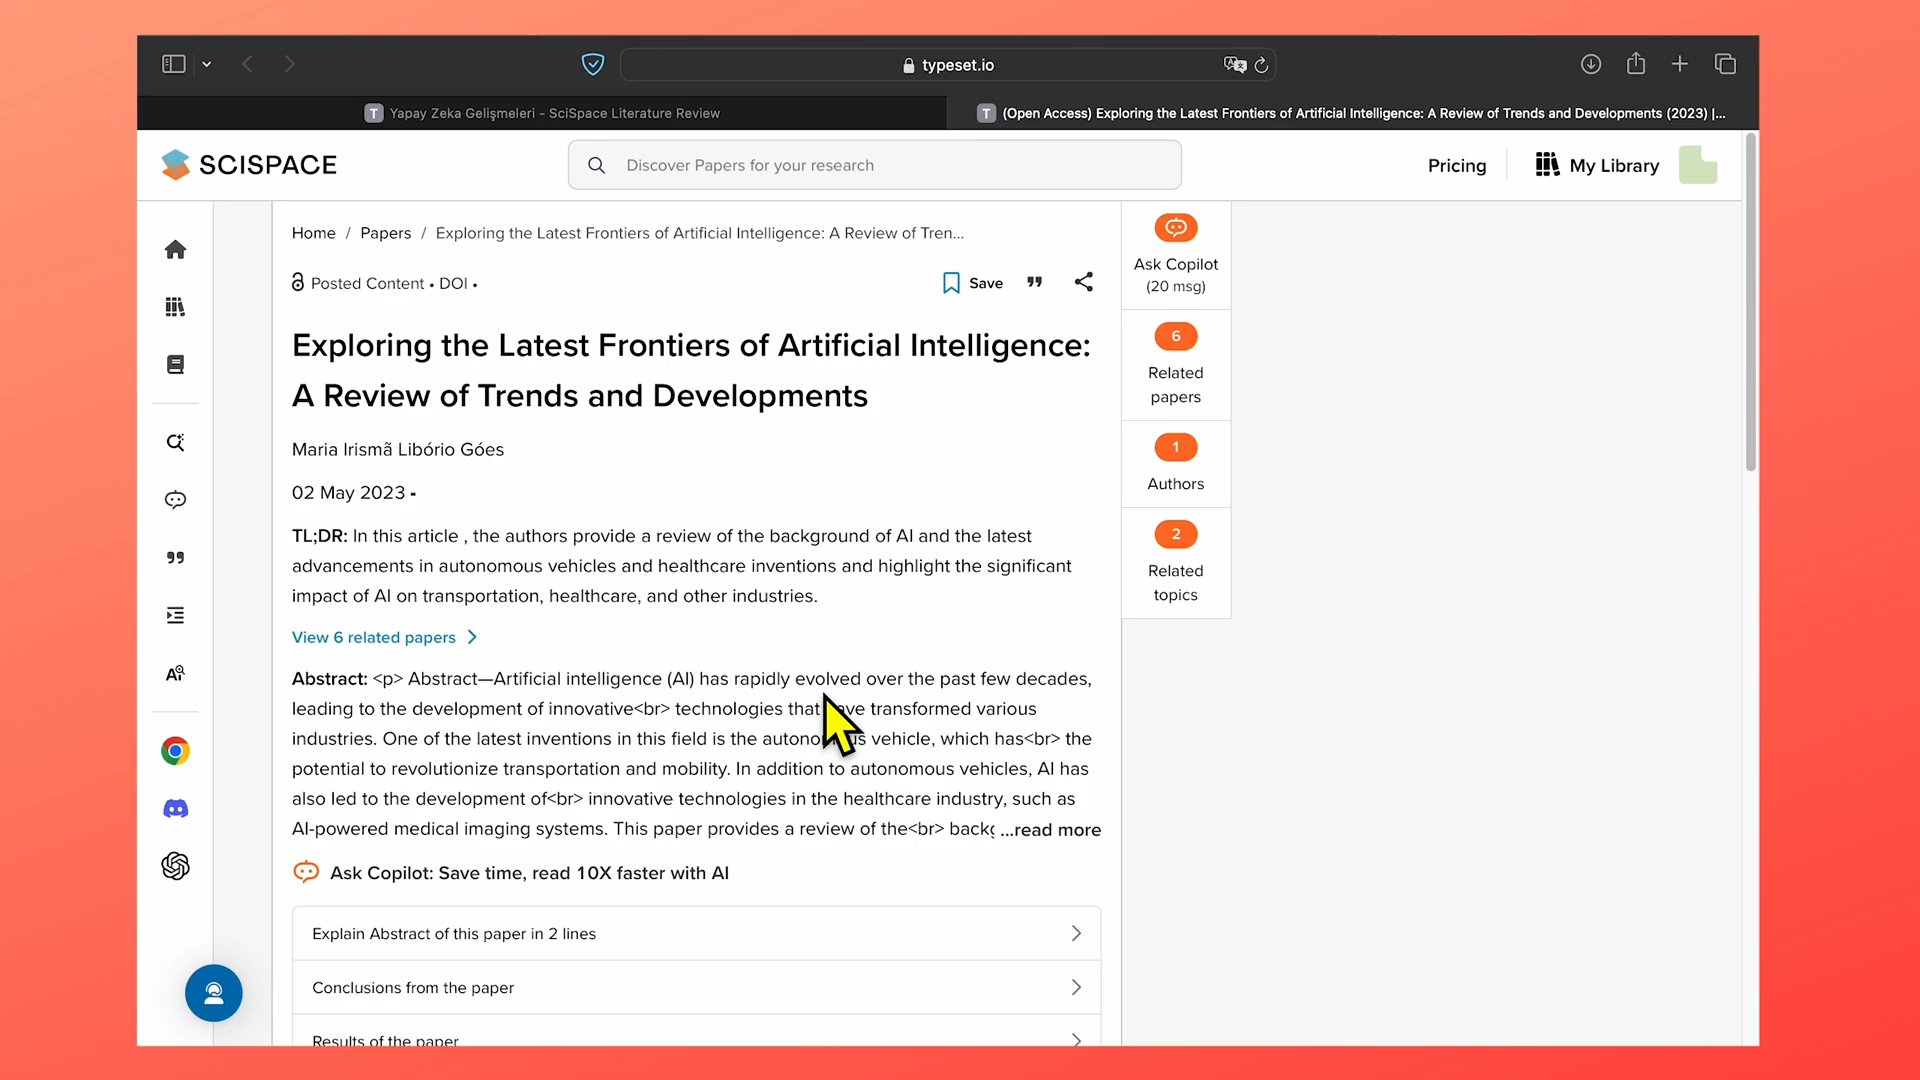 typeset.io
T Yapay Zeka Gelişmeleri - SciSpace Literature Review
T (Open Access) Exploring the Latest Frontiers of Artificial Intelligence: A Review of Trends and Developments (2023) |...
SCISPACE
Discover Papers for your research
Pricing
My Library
Home / Papers / Exploring the Latest Frontiers of Artificial Intelligence: A Review of Tren...
Posted Content • DOI •
Save
Ask Copilot
(20 msg)
6
Related
papers
1
Authors
2
Related
topics
Exploring the Latest Frontiers of Artificial Intelligence:
A Review of Trends and Developments
Maria Irismã Libório Góes
02 May 2023 -
TL;DR: In this article , the authors provide a review of the background of AI and the latest
advancements in autonomous vehicles and healthcare inventions and highlight the significant
impact of AI on transportation, healthcare, and other industries.
View 6 related papers
Abstract: <p> Abstract—Artificial intelligence (AI) has rapidly evolved over the past few decades,
leading to the development of innovative<br> technologies that have transformed various
industries. One of the latest inventions in this field is the autonomous vehicle, which has<br> the
potential to revolutionize transportation and mobility. In addition to autonomous vehicles, AI has
also led to the development of<br> innovative technologies in the healthcare industry, such as
AI-powered medical imaging systems. This paper provides a review of the<br> backg ...read more
Ask Copilot: Save time, read 10X faster with AI
Explain Abstract of this paper in 2 lines
Conclusions from the paper
Results of the paper